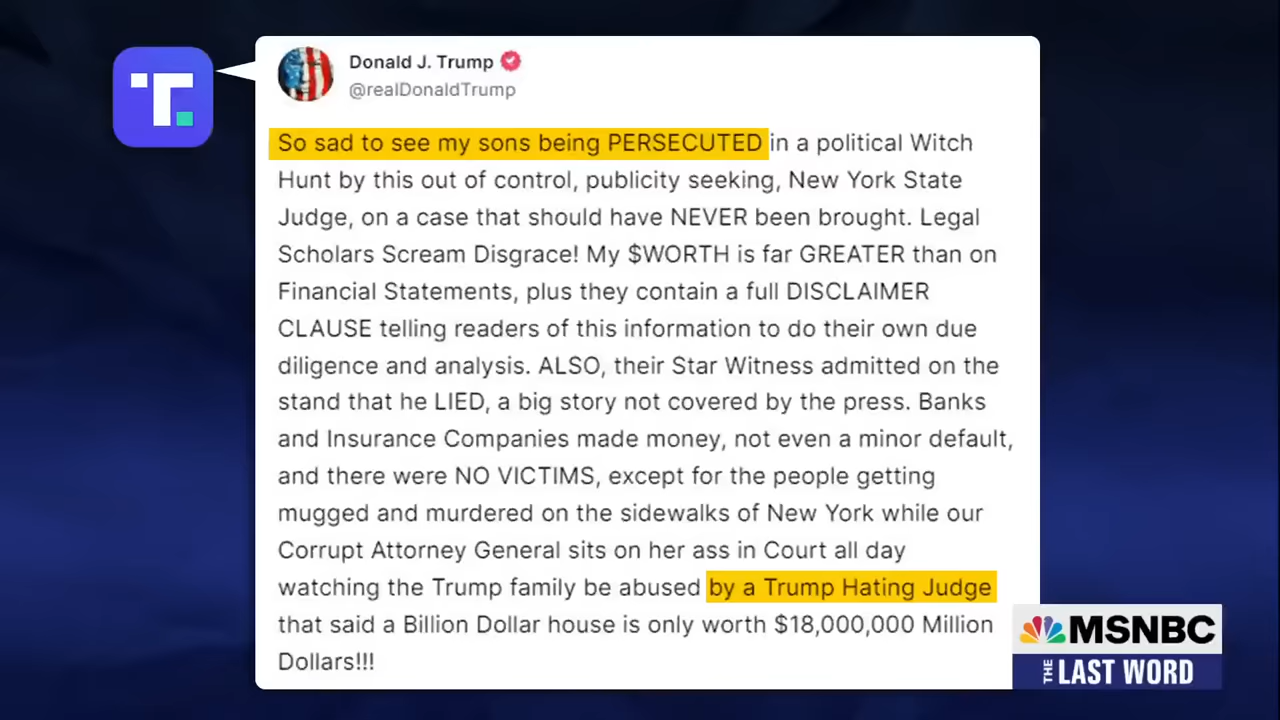 Donald J. Trump
@realDonaldTrump
So sad to see my sons being PERSECUTED in a political Witch
Hunt by this out of control, publicity seeking, New York State
Judge, on a case that should have NEVER been brought. Legal
Scholars Scream Disgrace! My $WORTH is far GREATER than on
Financial Statements, plus they contain a full DISCLAIMER
CLAUSE telling readers of this information to do their own due
diligence and analysis. ALSO, their Star Witness admitted on the
stand that he LIED, a big story not covered by the press. Banks
and Insurance Companies made money, not even a minor default,
and there were NO VICTIMS, except for the people getting
mugged and murdered on the sidewalks of New York while our
Corrupt Attorney General sits on her ass in Court all day
watching the Trump family be abused by a Trump Hating Judge
that said a Billion Dollar house is only worth $18,000,000 Million
Dollars!!!
MSNBC
THE LAST WORD